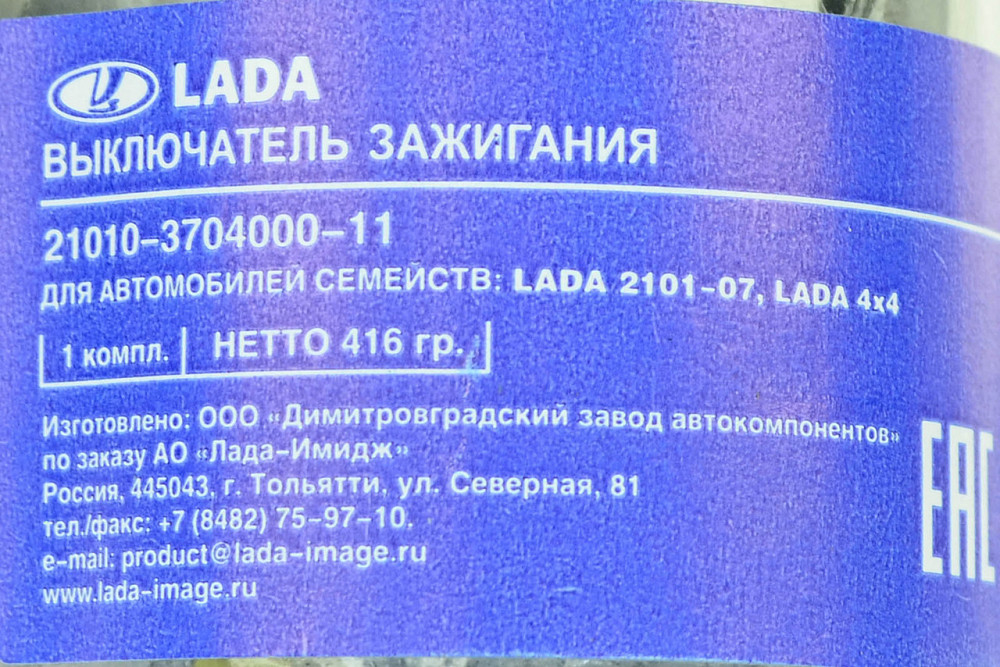 LADA
ВЫКЛЮЧАТЕЛЬ ЗАЖИГАНИЯ
21010-3704000-11
ДЛЯ АВТОМОБИЛЕЙ СЕМЕЙСТВ: LADA 2101-07, LADA 4x4
1 компл. НЕТТО 416 гр.
Изготовлено: ООО «Димитровградский завод автокомпонентов»
по заказу АО «Лада-Имидж»
Россия, 445043, г. Тольятти, ул. Северная, 81
тел./факс: +7 (8482) 75-97-10.
e-mail: product@lada-image.ru
www.lada-image.ru
EAC